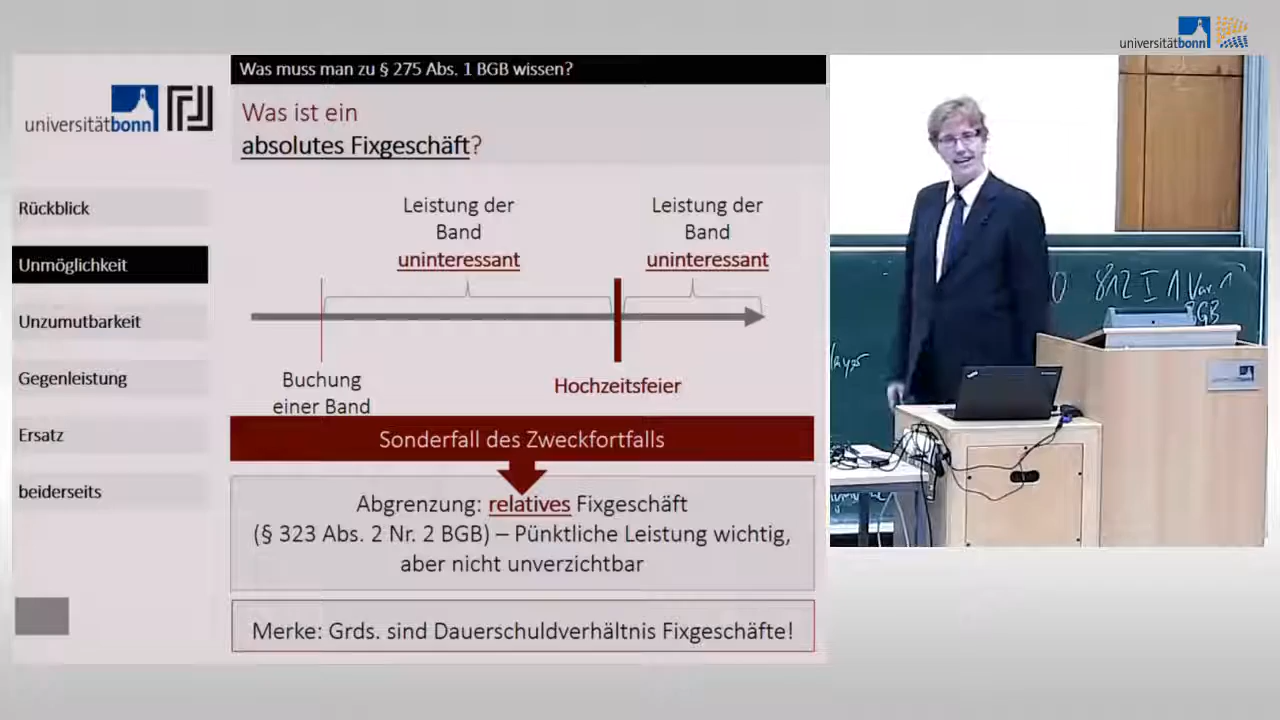 universitätbonn
Was muss man zu § 275 Abs. 1 BGB wissen?
universitätbonn
Was ist ein
absolutes Fixgeschäft?
Rückblick
Unmöglichkeit
Unzumutbarkeit
Gegenleistung
Ersatz
beiderseits
Leistung der
Band
uninteressant
Leistung der
Band
uninteressant
Buchung
einer Band
Hochzeitsfeier
Sonderfall des Zweckfortfalls
Abgrenzung: relatives Fixgeschäft
(§ 323 Abs. 2 Nr. 2 BGB) – Pünktliche Leistung wichtig,
aber nicht unverzichtbar
Merke: Grds. sind Dauerschuldverhältnis Fixgeschäfte!
812 I 1 Var. 1
BGB